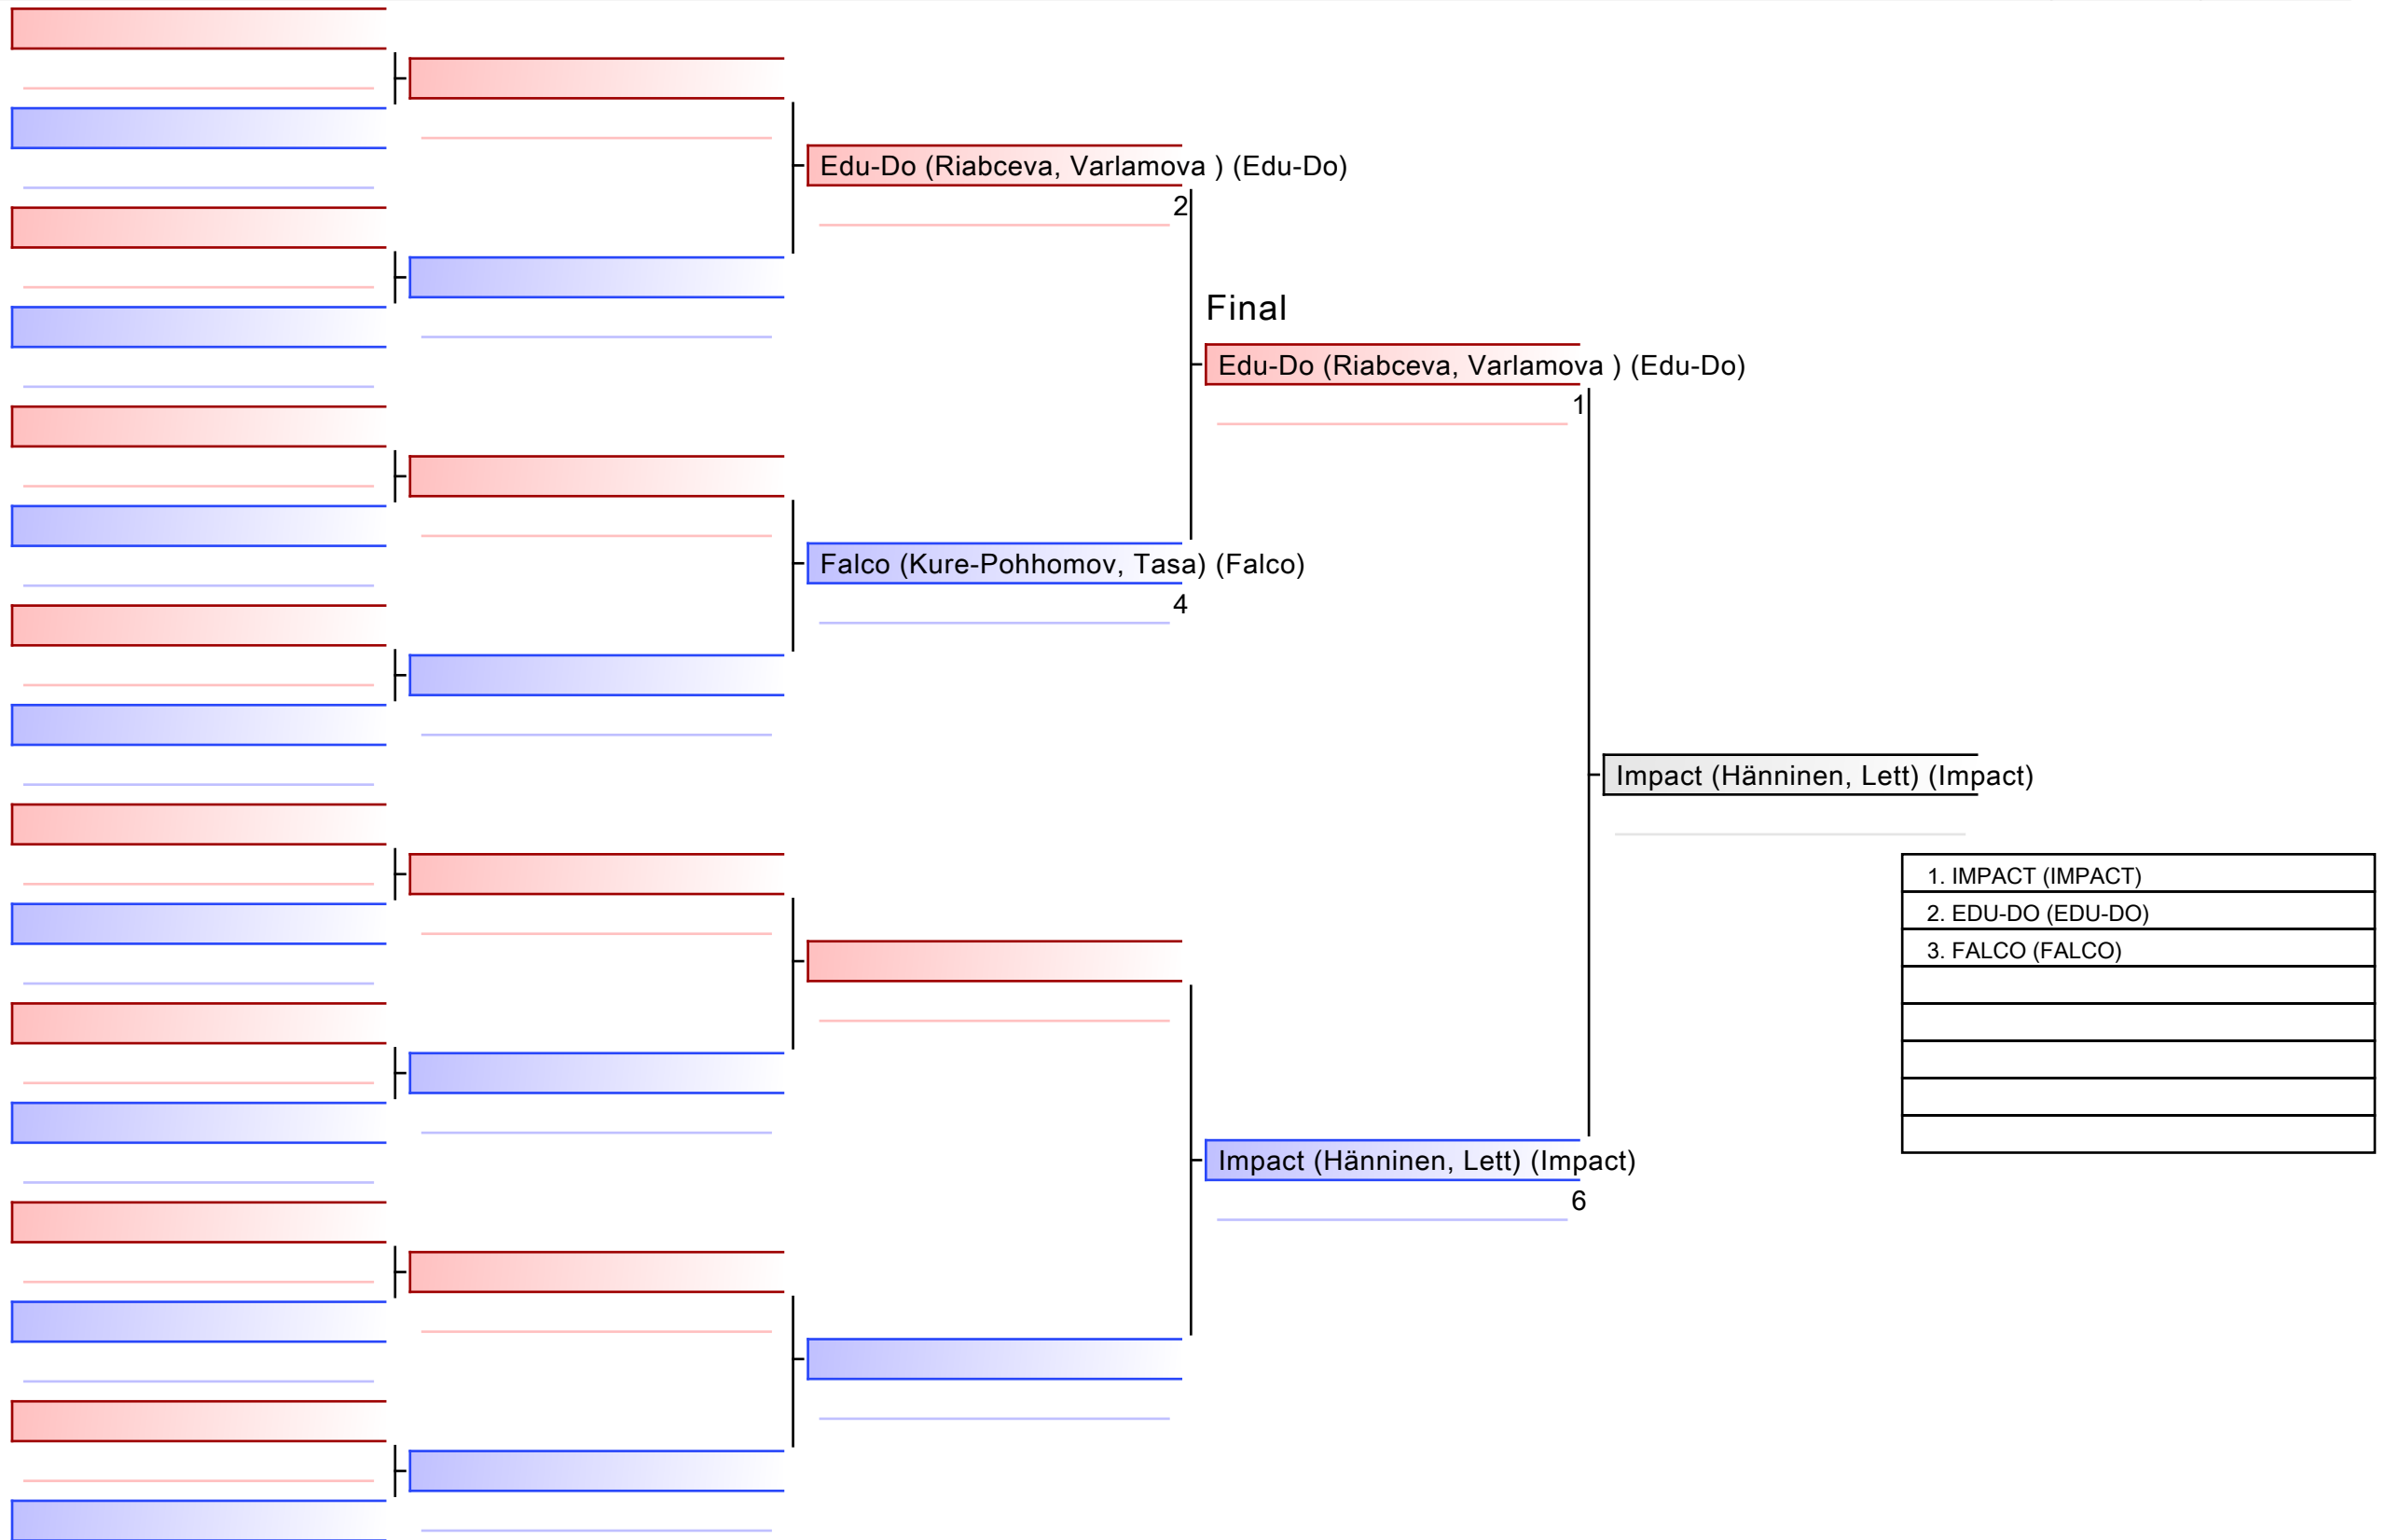 Edu-Do (Riabceva, Varlamova ) (Edu-Do)
2
Final
Edu-Do (Riabceva, Varlamova ) (Edu-Do)
1
Falco (Kure-Pohhomov, Tasa) (Falco)
4
Impact (Hänninen, Lett) (Impact)
1. IMPACT (IMPACT)
2. EDU-DO (EDU-DO)
3. FALCO (FALCO)
Impact (Hänninen, Lett) (Impact)
6